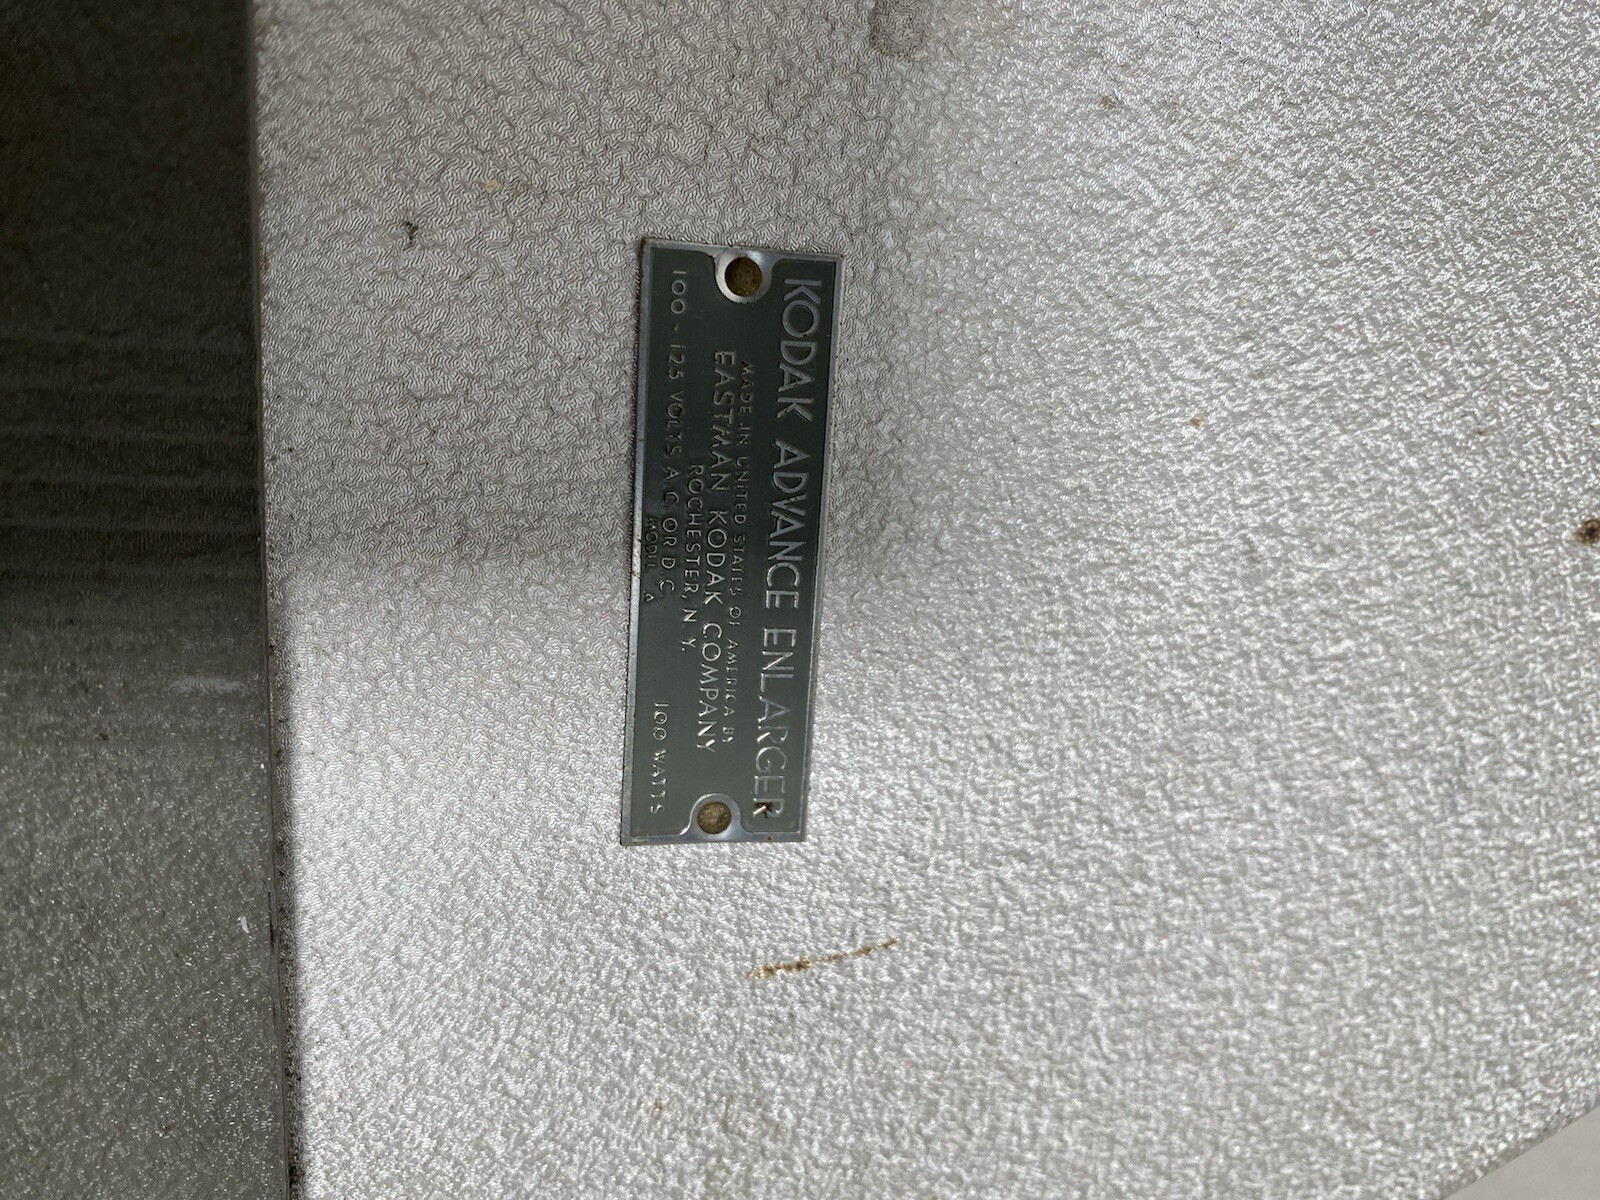 KODAK ADVANCE ENLARGER
MADE IN UNITED STATES OF AMERICA BY
EASTMAN KODAK COMPANY
ROCHESTER, N.Y.
100-125 VOLTS A.C. OR D.C. 100 WATTS
MODEL A